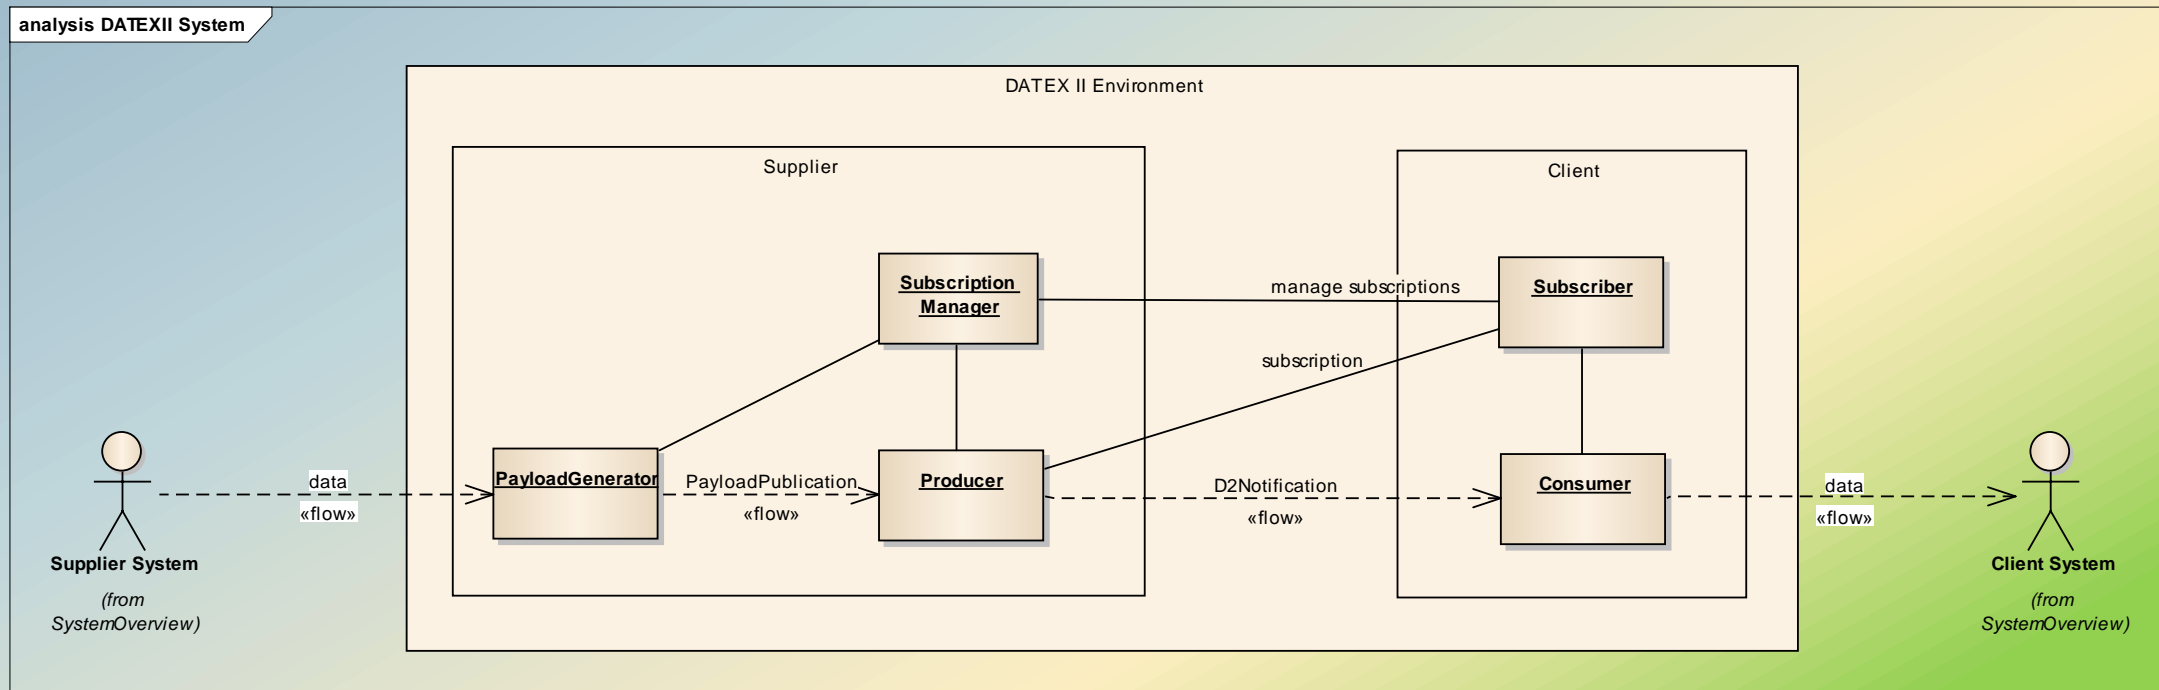 analysis DATEXII System
DATEX II Environment
Supplier
Client
Subscription
Manager
manage subscriptions
Subscriber
subscription
data
«flow»
PayloadGenerator
PayloadPublication
«flow»
Producer
D2Notification
«flow»
Consumer
data
«flow»
Supplier System
(from
SystemOverview)
Client System
(from
SystemOverview)